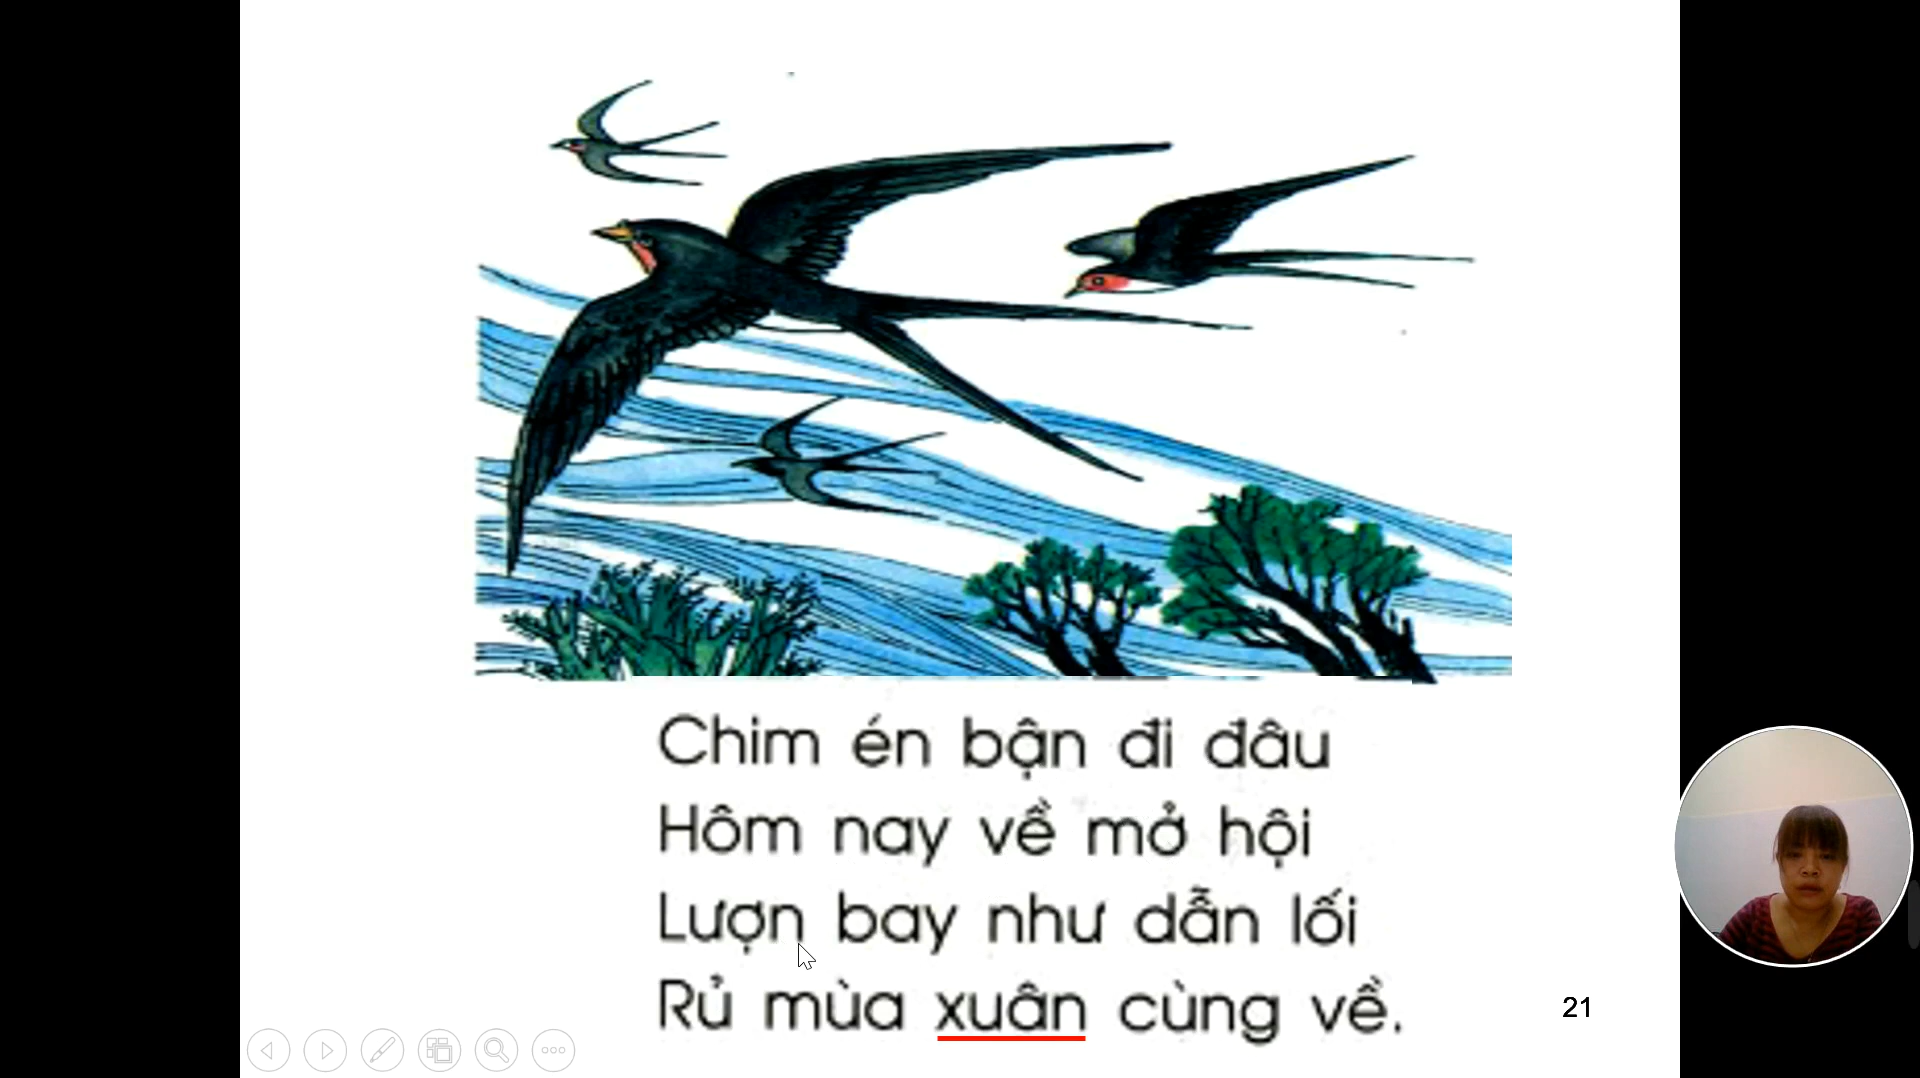 Chim én bận đi đâu
Hôm nay về mở hội
Lượn bay như dẫn lối
Rủ mùa xuân cùng về.
21